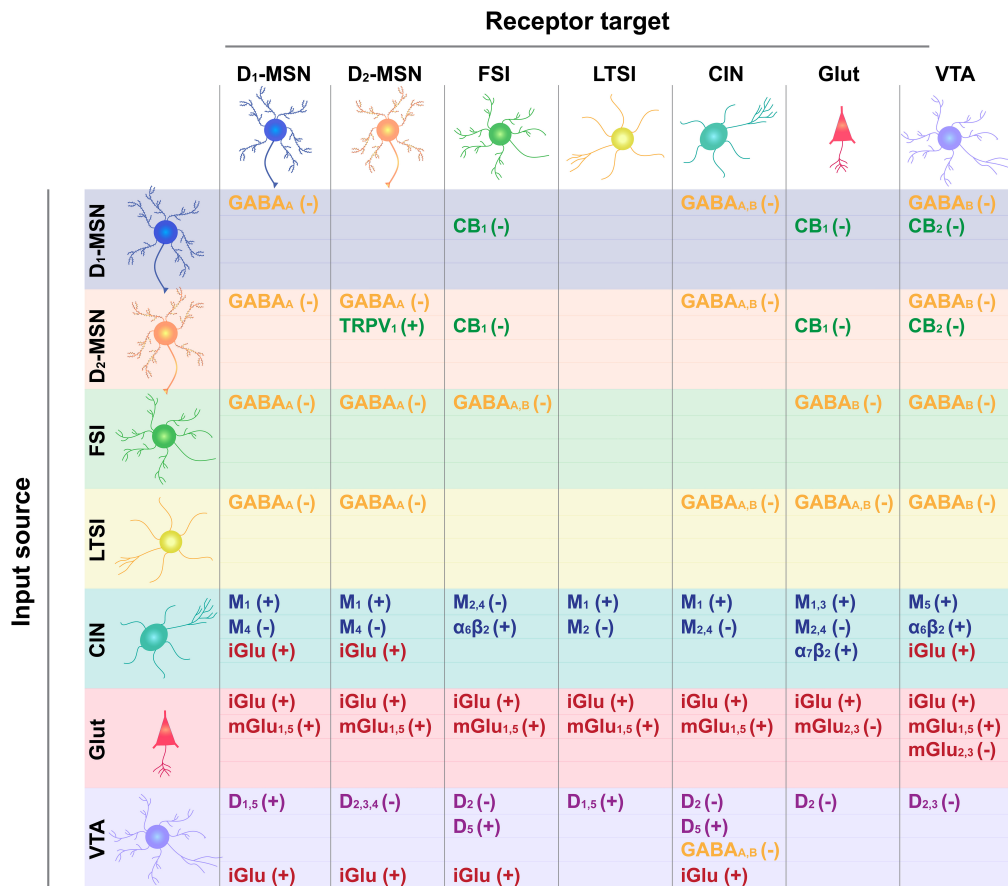 Receptor target
D1-MSN D2-MSN FSI LTSI CIN Glut VTA
Input source
D1-MSN
GABAA (-) GABAA,B (-) GABAB (-)
CB1 (-) CB1 (-) CB2 (-)
D2-MSN
GABAA (-) GABAA (-) GABAA,B (-) GABAB (-)
TRPV1 (+) CB1 (-) CB1 (-) CB2 (-)
FSI
GABAA (-) GABAA (-) GABAA,B (-) GABAB (-) GABAB (-)
LTSI
GABAA (-) GABAA (-) GABAA,B (-) GABAA,B (-) GABAB (-)
CIN
M1 (+) M1 (+) M2,4 (-) M1 (+) M1 (+) M1,3 (+) M5 (+)
M4 (-) M4 (-) α6β2 (+) M2 (-) M2,4 (-) M2,4 (-) α6β2 (+)
iGlu (+) iGlu (+) α7β2 (+) iGlu (+)
Glut
iGlu (+) iGlu (+) iGlu (+) iGlu (+) iGlu (+) iGlu (+) iGlu (+)
mGlu1,5 (+) mGlu1,5 (+) mGlu1,5 (+) mGlu1,5 (+) mGlu1,5 (+) mGlu2,3 (-) mGlu1,5 (+)
mGlu2,3 (-)
VTA
D1,5 (+) D2,3,4 (-) D2 (-) D1,5 (+) D2 (-) D2 (-) D2,3 (-)
D5 (+) D5 (+)
GABAA,B (-)
iGlu (+) iGlu (+) iGlu (+) iGlu (+)